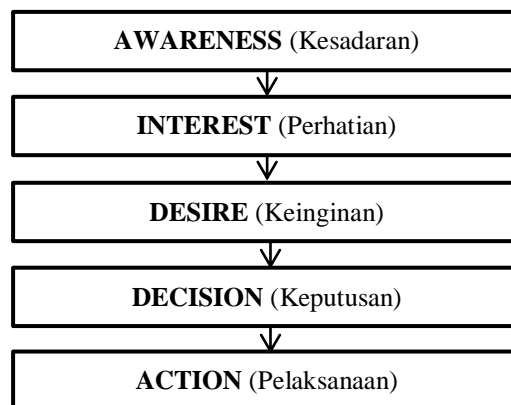 AWARENESS (Kesadaran)
INTEREST (Perhatian)
DESIRE (Keinginan)
DECISION (Keputusan)
ACTION (Pelaksanaan)